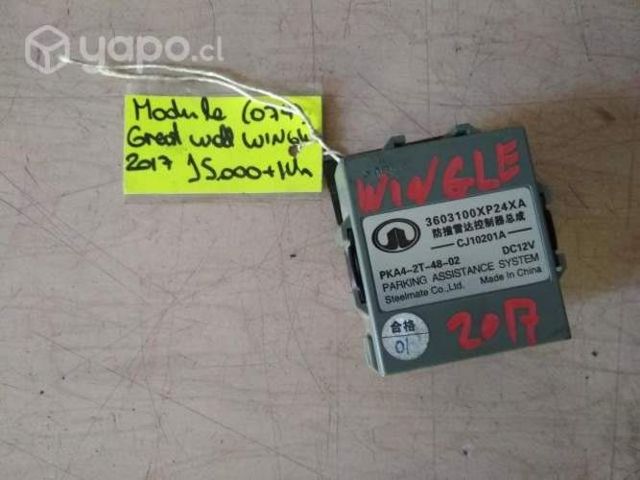 yapo.cl
Module (074)
Great Wall WINGLE
2017 15.000+IVA
WINGLE
3603100XP24XA
防撞雷达控制器总成
CJ10201A
PKA4-2T-48-02 DC12V
PARKING ASSISTANCE SYSTEM
Steelmate Co.,Ltd. Made in China
合格
01
2017